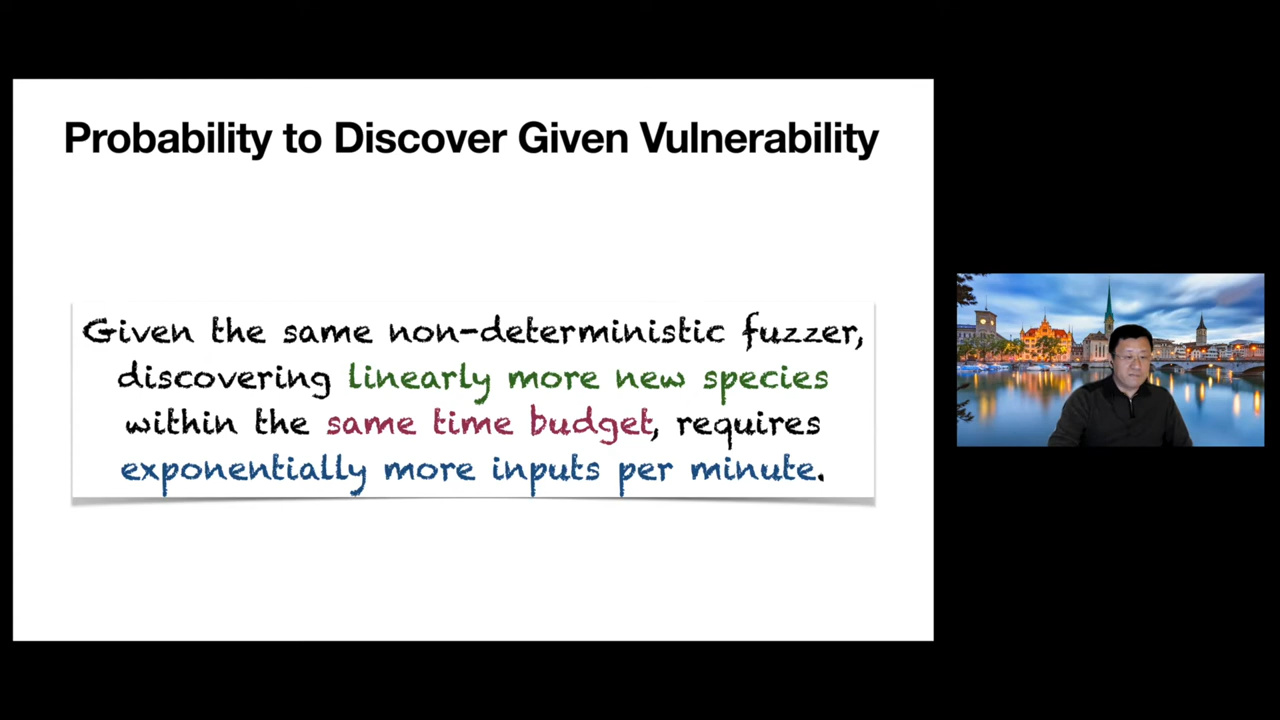 Probability to Discover Given Vulnerability
Given the same non-deterministic fuzzer,
discovering linearly more new species
within the same time budget, requires
exponentially more inputs per minute.